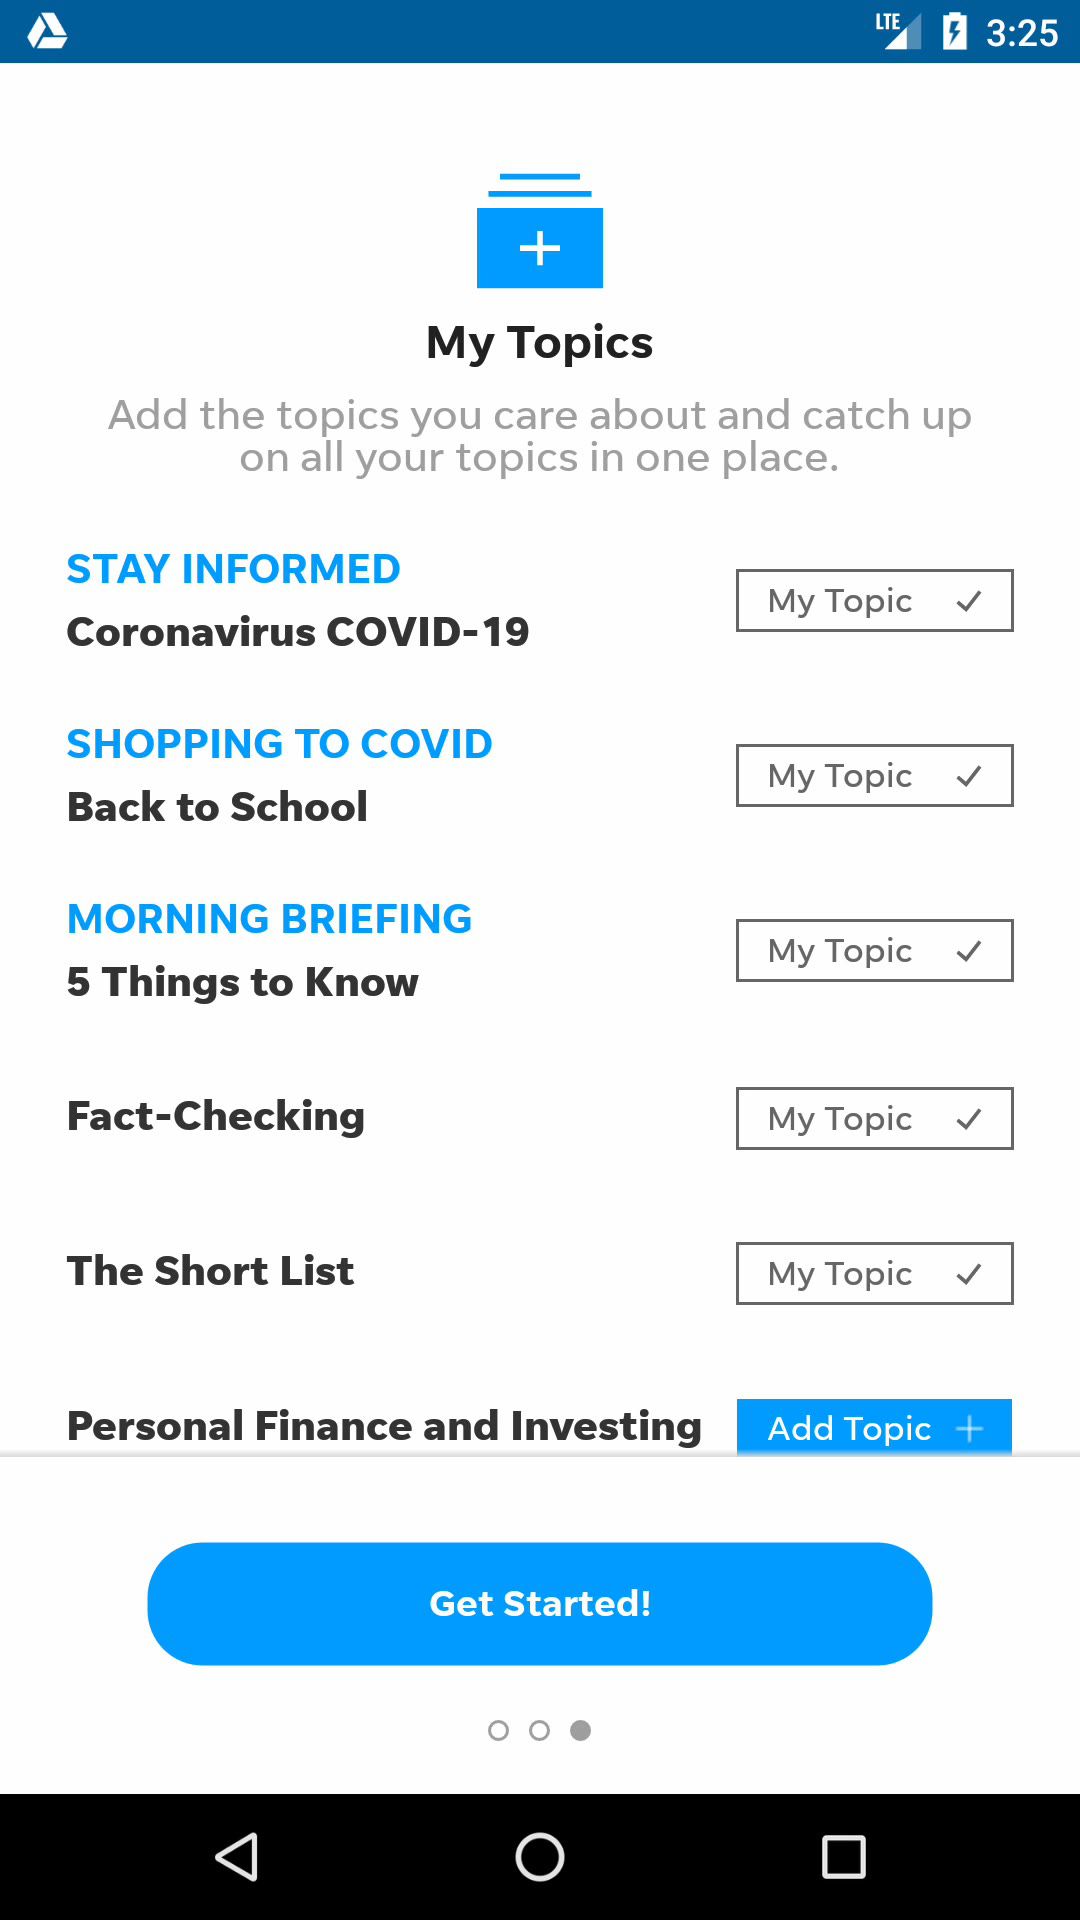 LTE 3:25
My Topics
Add the topics you care about and catch up
on all your topics in one place.
STAY INFORMED
Coronavirus COVID-19
My Topic
SHOPPING TO COVID
Back to School
My Topic
MORNING BRIEFING
5 Things to Know
My Topic
Fact-Checking
My Topic
The Short List
My Topic
Personal Finance and Investing
Add Topic
Get Started!